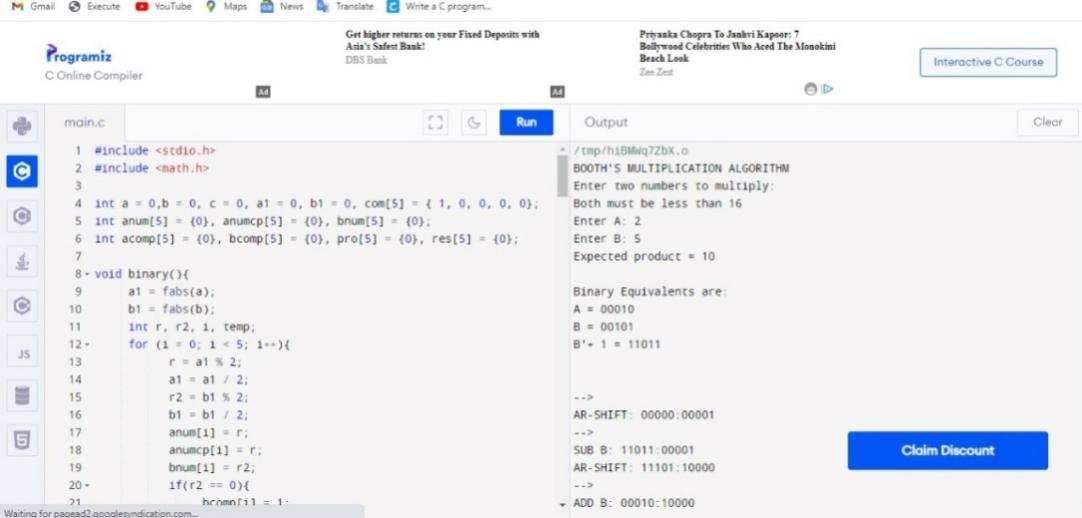 Gmail
Execute
YouTube
Maps
News
Translate
Write a C program...
Programiz
C Online Compiler
Get higher returns on your Fixed Deposits with
Asia's Safest Bank!
DBS Bank
Ad
Ad
Priyanka Chopra To Janhvi Kapoor: 7
Bollywood Celebrities Who Aced The Monokini
Beach Look
Zee Zest
Interactive C Course
main.c
Run
Output
Clear
JS
1 #include <stdio.h>
2 #include <math.h>
3
4 int a = 0,b = 0, c = 0, a1 = 0, b1 = 0, com[5] = { 1, 0, 0, 0, 0};
5 int anum[5] = {0}, anumcp[5] = {0}, bnum[5] = {0};
6 int acomp[5] = {0}, bcomp[5] = {0}, pro[5] = {0}, res[5] = {0};
7
8 void binary(){
9 a1 = fabs(a);
10 b1 = fabs(b);
11 int r, r2, i, temp;
12 for (i = 0; i < 5; i++){
13 r = a1 % 2;
14 a1 = a1 / 2;
15 r2 = b1 % 2;
16 b1 = b1 / 2;
17 anum[i] = r;
18 anumcp[i] = r;
19 bnum[i] = r2;
20 if(r2 == 0){
21 bcomp[i] = 1;
/tmp/hiBMWq7ZbX.o
BOOTH'S MULTIPLICATION ALGORITHM
Enter two numbers to multiply:
Both must be less than 16
Enter A: 2
Enter B: 5
Expected product = 10
Binary Equivalents are:
A = 00010
B = 00101
B'+ 1 = 11011
-->
AR-SHIFT: 00000:00001
-->
SUB B: 11011:00001
AR-SHIFT: 11101:10000
-->
ADD B: 00010:10000
Claim Discount
Waiting for pagead2.googlesyndication.com...